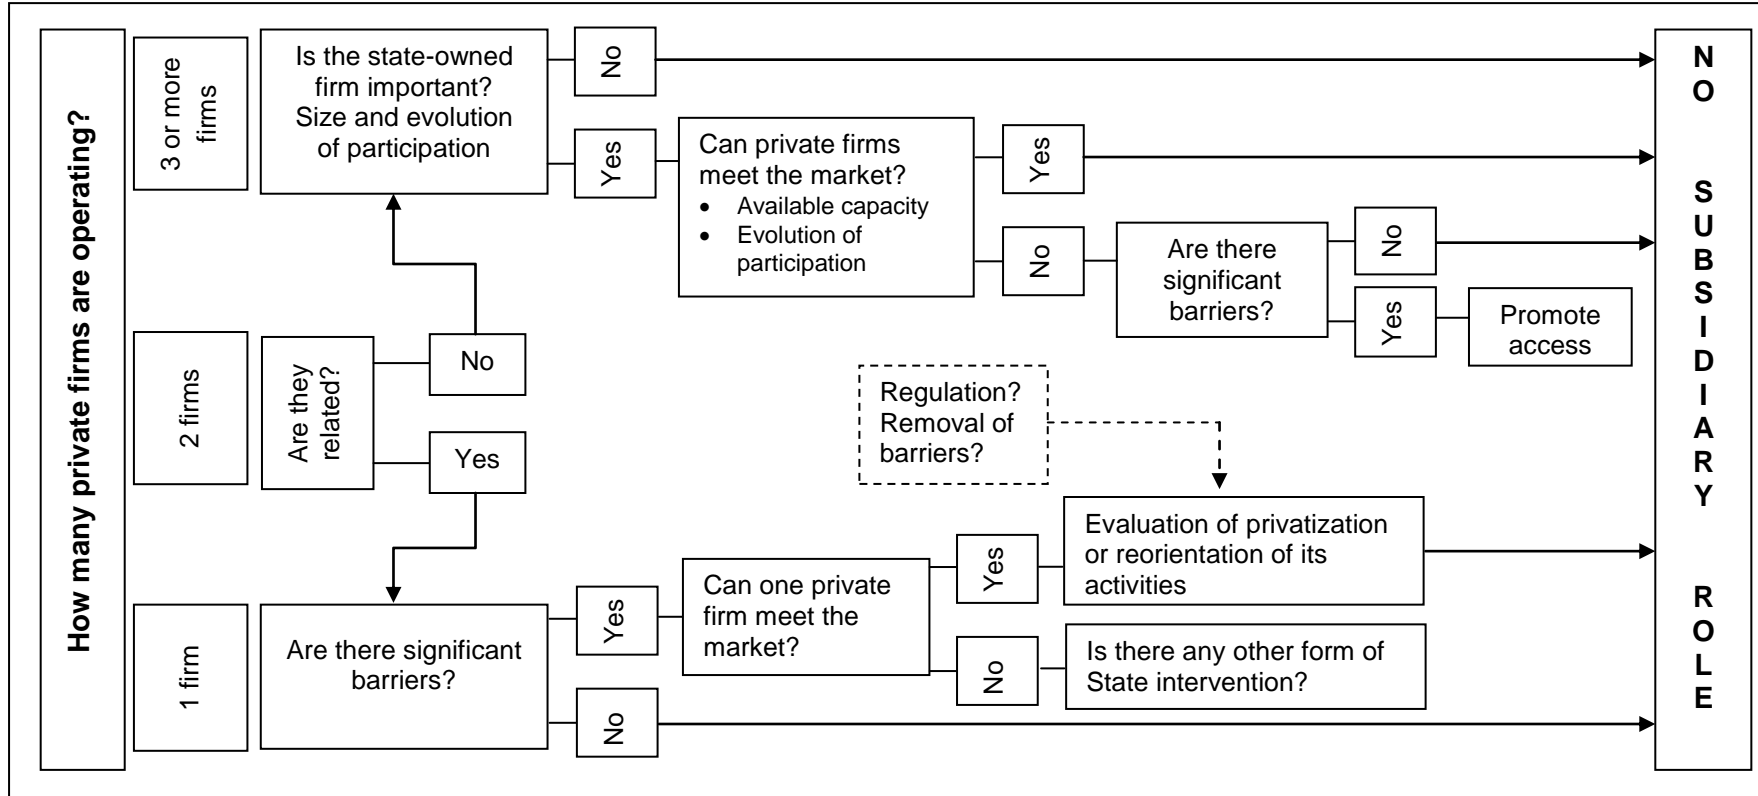 How many private firms are operating?
3 or more
firms
Is the state-owned
firm important?
Size and evolution
of participation
No
Yes
Can private firms
meet the market?
• Available capacity
• Evolution of
participation
Yes
No
Are there
significant
barriers?
No
Yes
Promote
access
2 firms
Are they
related?
No
Yes
Regulation?
Removal of
barriers?
1 firm
Are there significant
barriers?
Yes
No
Can one private
firm meet the
market?
Yes
No
Evaluation of privatization
or reorientation of its
activities
Is there any other form of
State intervention?
NO SUBSIDIARY ROLE